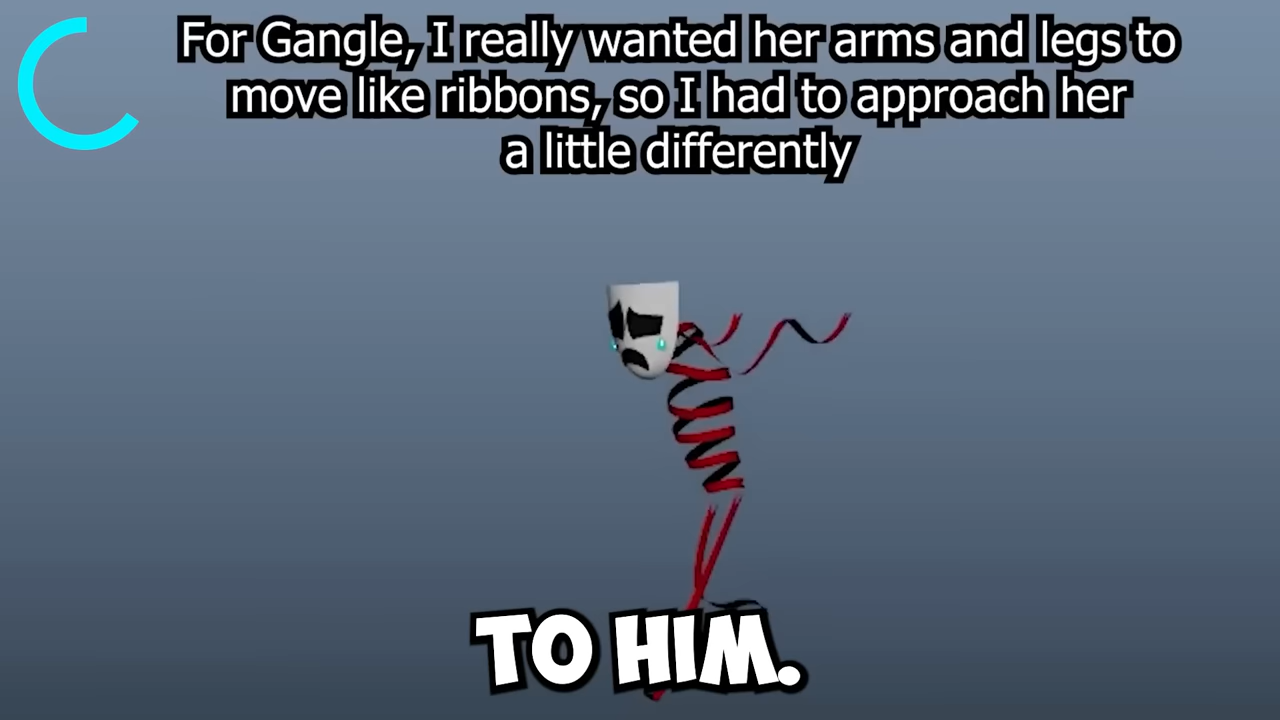 For Gangle, I really wanted her arms and legs to
move like ribbons, so I had to approach her
a little differently
TO HIM.